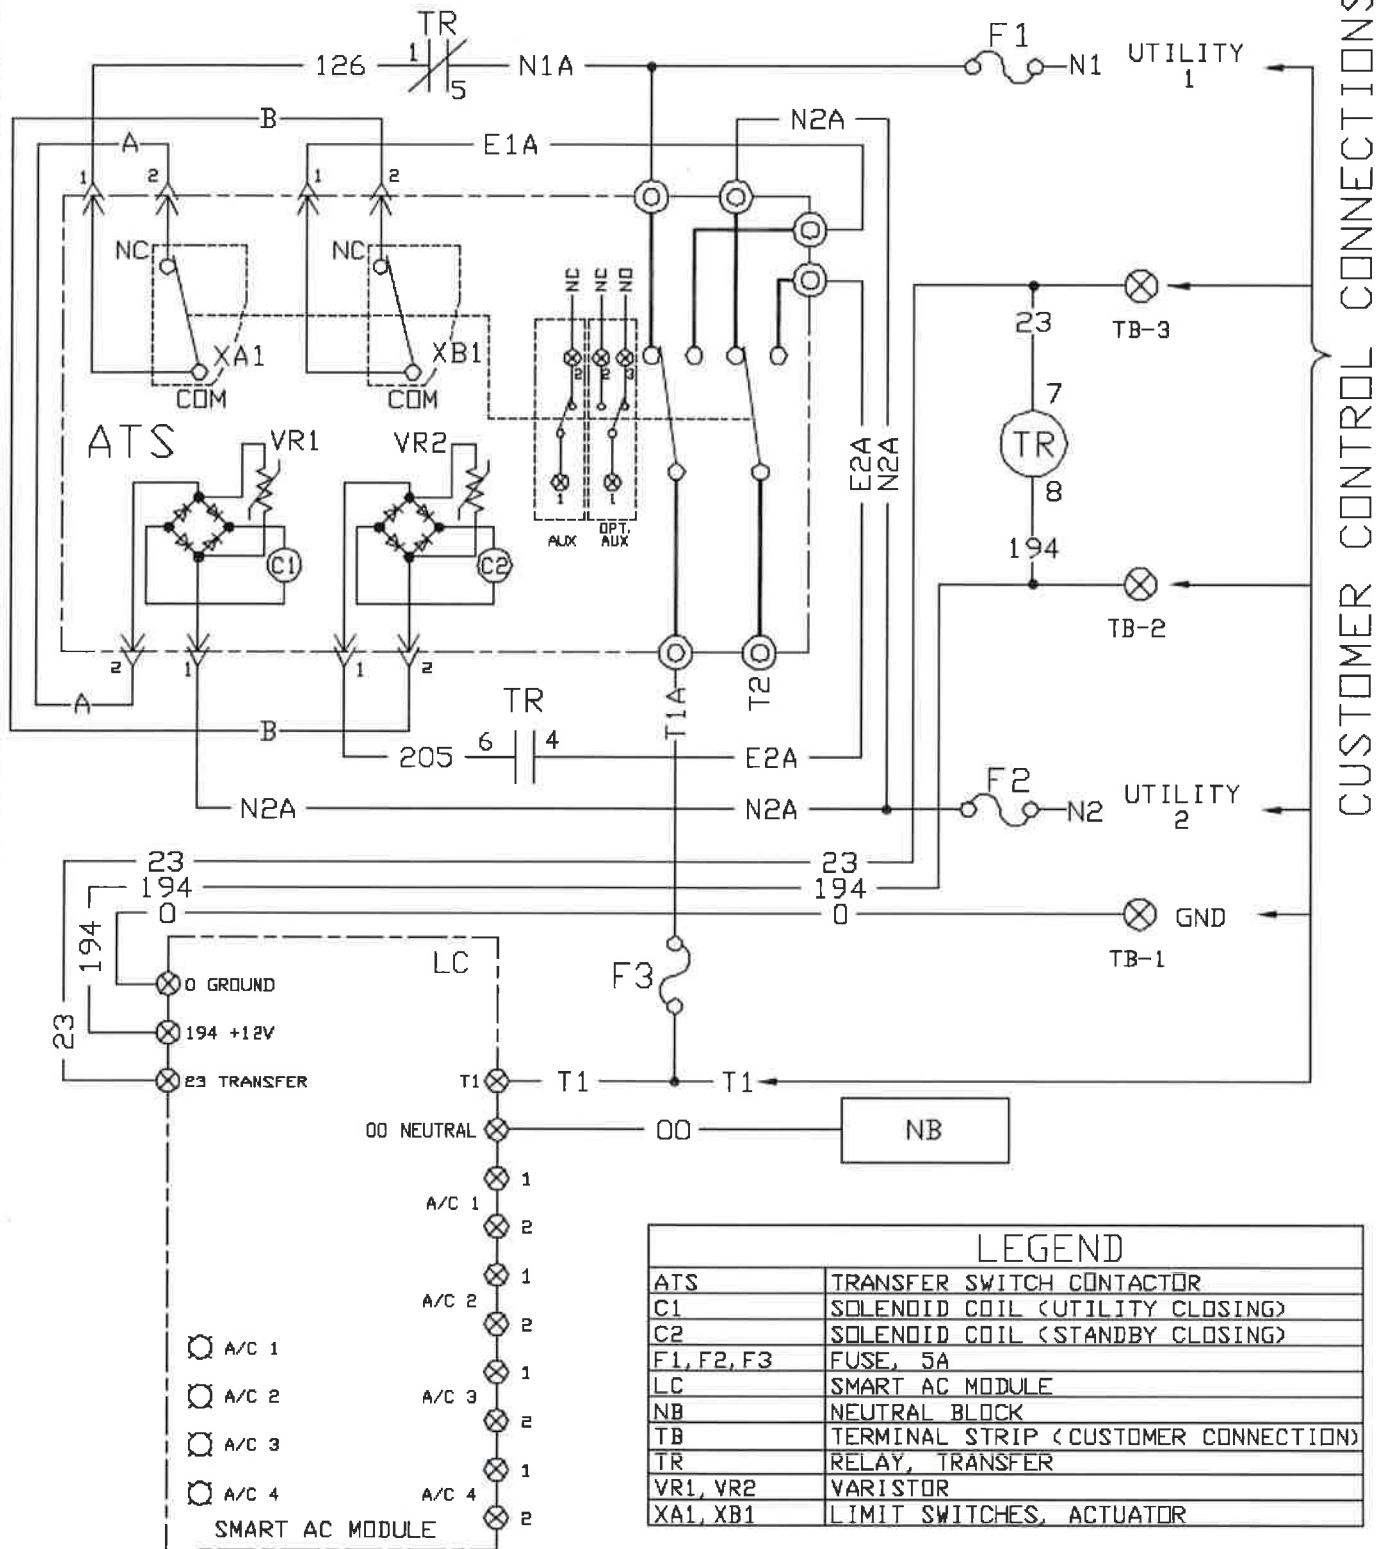 TR
1
5
126
N1A
F1
N1
UTILITY
1
CUSTOMER CONTROL CONNECTIONS
B
N2A
A
E1A
1
2
1
2
NC
NC
NC
NC
NO
23
TB-3
XA1
XB1
COM
COM
2
2
3
7
TR
8
ATS
VR1
VR2
E2A
N2A
C1
C2
1
1
AUX
OPT.
AUX
194
TB-2
2
1
1
2
A
T1A
T2
TR
B
205
6
4
E2A
F2
N2
UTILITY
2
N2A
N2A
23
23
194
194
0
0
GND
TB-1
194
23
LC
F3
0 GROUND
194 +12V
23 TRANSFER
T1
T1
T1
00 NEUTRAL
00
NB
1
A/C 1
2
1
A/C 2
2
1
A/C 3
2
1
A/C 4
2
A/C 1
A/C 2
A/C 3
A/C 4
SMART AC MODULE
LEGEND
ATS TRANSFER SWITCH CONTACTOR
C1 SOLENOID COIL (UTILITY CLOSING)
C2 SOLENOID COIL (STANDBY CLOSING)
F1, F2, F3 FUSE, 5A
LC SMART AC MODULE
NB NEUTRAL BLOCK
TB TERMINAL STRIP (CUSTOMER CONNECTION)
TR RELAY, TRANSFER
VR1, VR2 VARISTOR
XA1, XB1 LIMIT SWITCHES, ACTUATOR